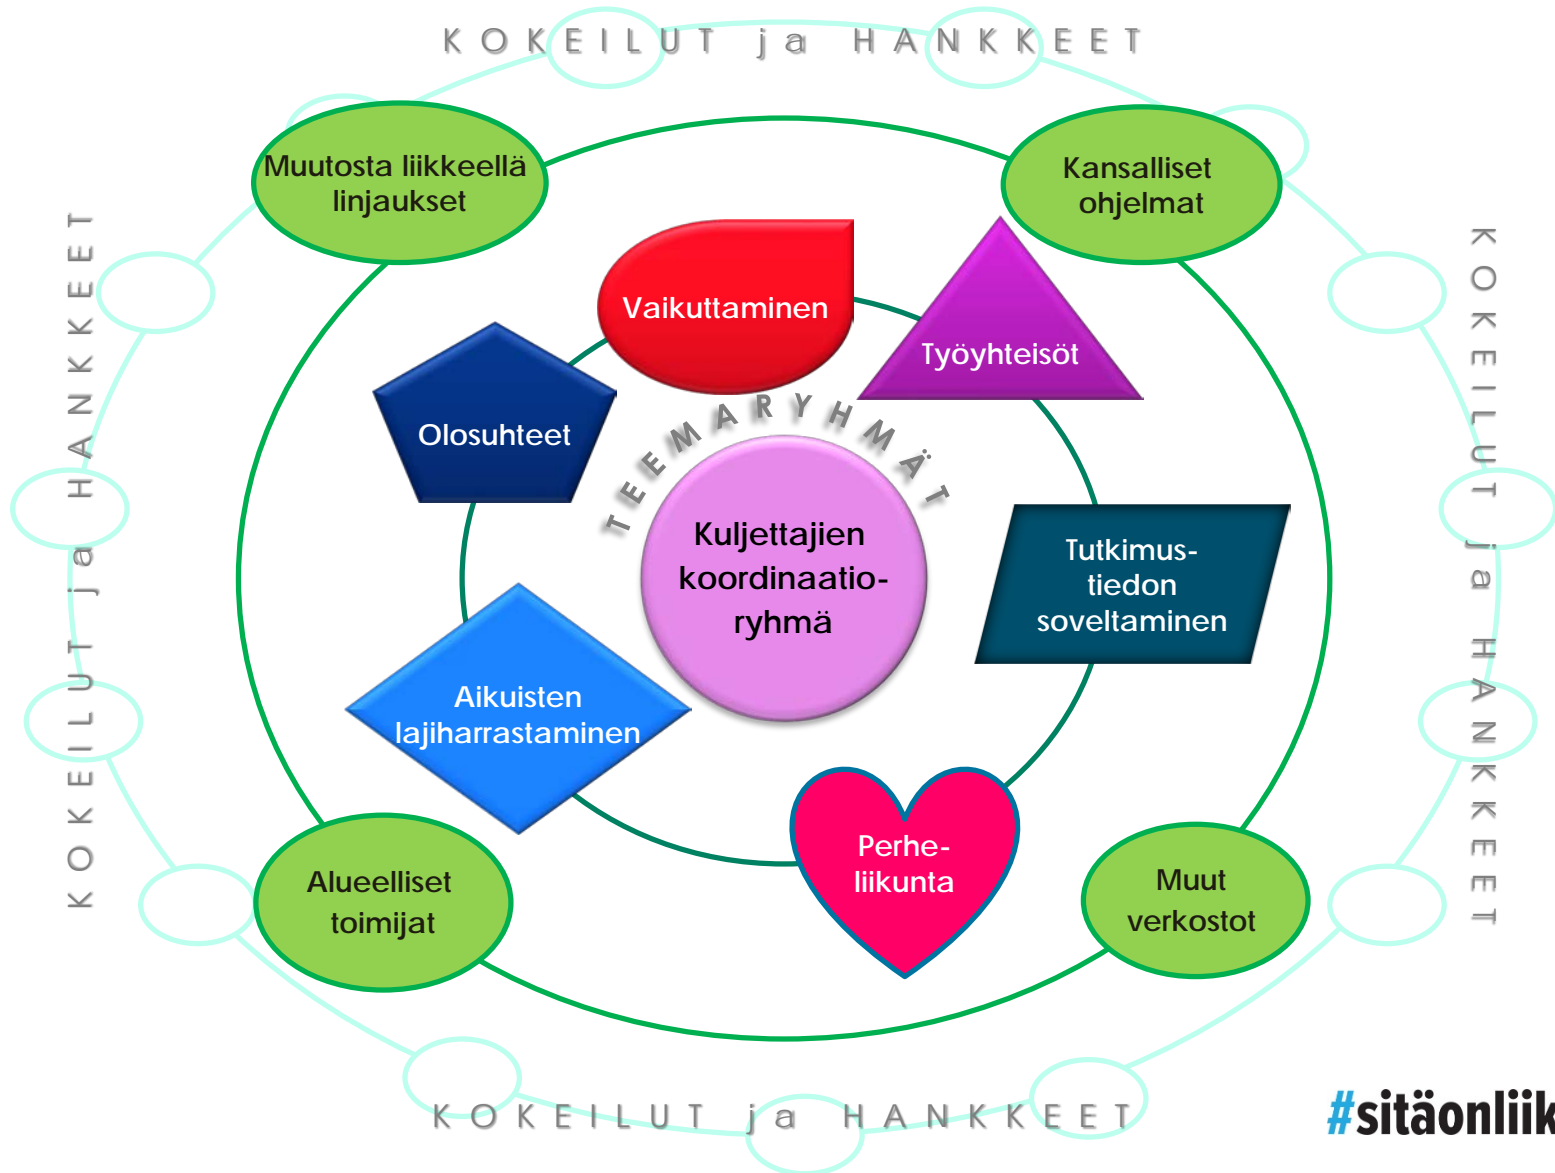 KOKEILUT ja HANKKEET
Muutosta liikkeellä
linjaukset
Kansalliset
ohjelmat
KOKEILUT ja HANKKEET
KOKEILUT ja HANKKEET
Vaikuttaminen
Työyhteisöt
Olosuhteet
TEEMARYHMÄT
Kuljettajien
koordinaatio-
ryhmä
Tutkimus-
tiedon
soveltaminen
Aikuisten
lajiharrastaminen
Perhe-
liikunta
Alueelliset
toimijat
Muut
verkostot
KOKEILUT ja HANKKEET
#sitäonliik